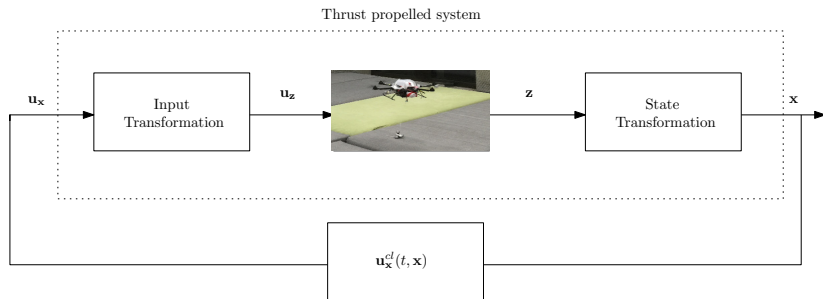 Thrust propelled system
u_x
Input
Transformation
u_z
z
State
Transformation
x
u_x^{cl}(t, x)